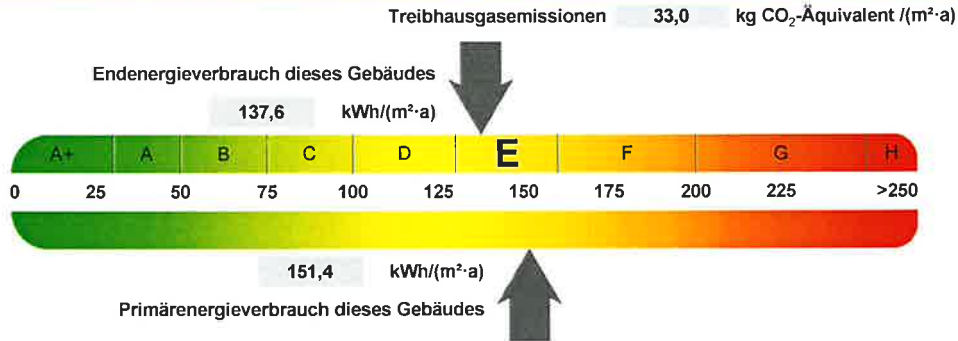 Treibhausgasemissionen 33,0 kg CO₂-Äquivalent /(m²·a)
Endenergieverbrauch dieses Gebäudes
137,6 kWh/(m²·a)
A+ A B C D E F G H
0 25 50 75 100 125 150 175 200 225 >250
151,4 kWh/(m²·a)
Primärenergieverbrauch dieses Gebäudes